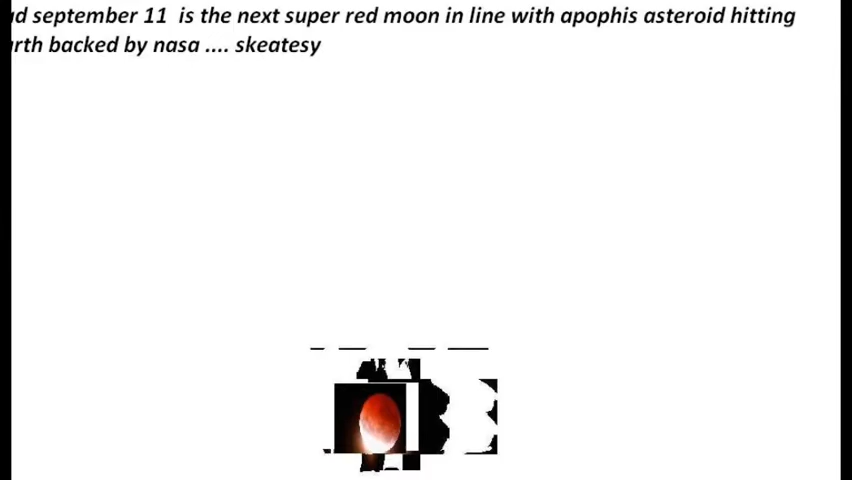 september 11 is the next super red moon in line with apophis asteroid hitting
backed by nasa .... skeatesy